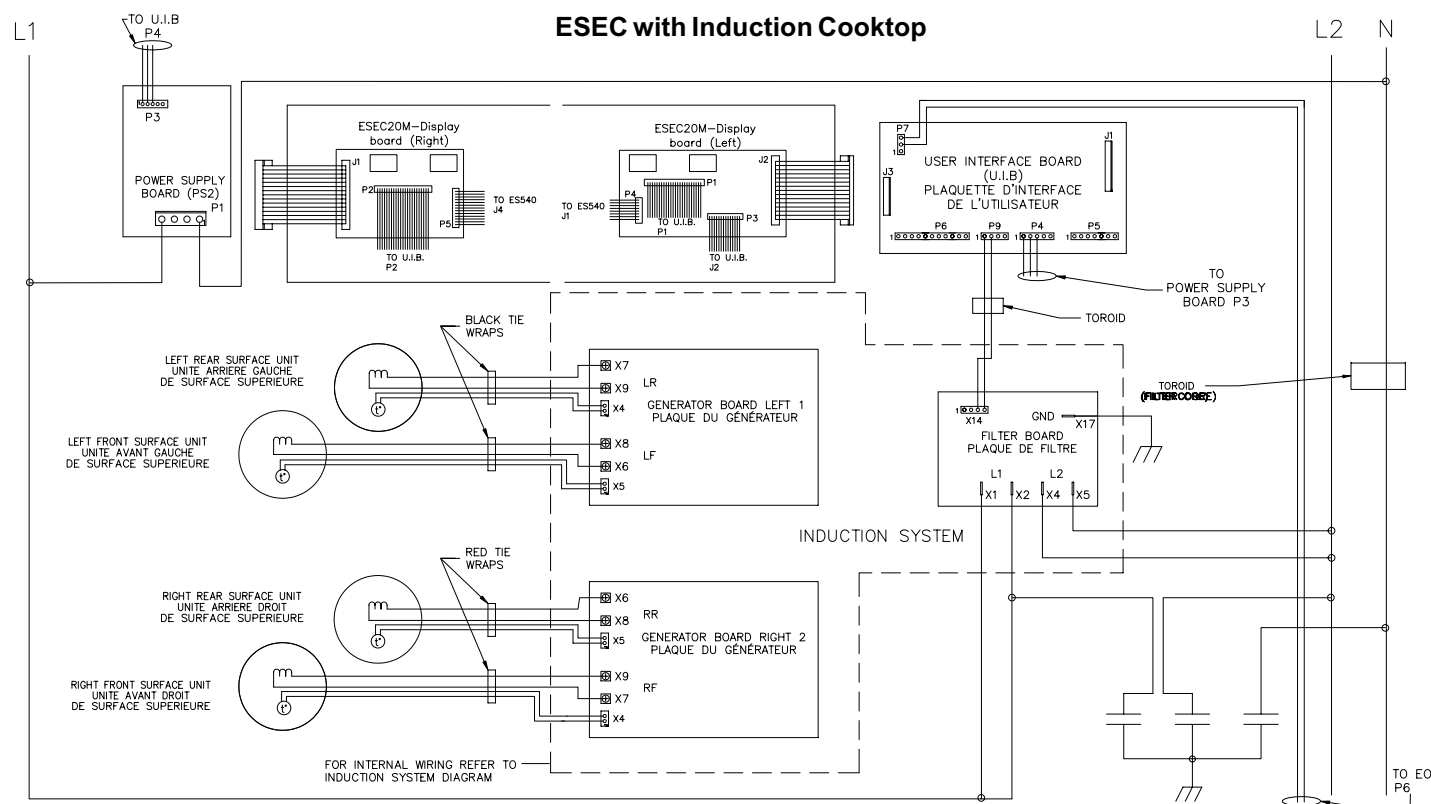 ESEC with Induction Cooktop
L1
L2
N
TO U.I.B
P4
P3
POWER SUPPLY
BOARD (PS2)
P1
1
ESEC20M-Display
board (Right)
J1
P2
P5
TO ES540
J4
TO U.I.B.
P2
ESEC20M-Display
board (Left)
J2
P1
P4
TO ES540
J1
P3
TO U.I.B.
P1
TO U.I.B.
J2
P7
1
J1
J3
USER INTERFACE BOARD
(U.I.B)
PLAQUETTE D'INTERFACE
DE L'UTILISATEUR
P6
P9
P4
P5
1
1
1
1
TO
POWER SUPPLY
BOARD P3
TOROID
TOROID
BLACK TIE
WRAPS
LEFT REAR SURFACE UNIT
UNITE ARRIERE GAUCHE
DE SURFACE SUPERIEURE
t°
X7
X9
LR
X4
GENERATOR BOARD LEFT 1
PLAQUE DU GÉNÉRATEUR
LEFT FRONT SURFACE UNIT
UNITE AVANT GAUCHE
DE SURFACE SUPERIEURE
t°
X8
LF
X6
X5
1
X14
GND
X17
FILTER BOARD
PLAQUE DE FILTRE
L1
L2
X1
X2
X4
X5
INDUCTION SYSTEM
RED TIE
WRAPS
RIGHT REAR SURFACE UNIT
UNITE ARRIERE DROIT
DE SURFACE SUPERIEURE
t°
X6
RR
X8
X5
GENERATOR BOARD RIGHT 2
PLAQUE DU GÉNÉRATEUR
RIGHT FRONT SURFACE UNIT
UNITE AVANT DROIT
DE SURFACE SUPERIEURE
t°
X9
RF
X7
X4
FOR INTERNAL WIRING REFER TO
INDUCTION SYSTEM DIAGRAM
TO EO
P6